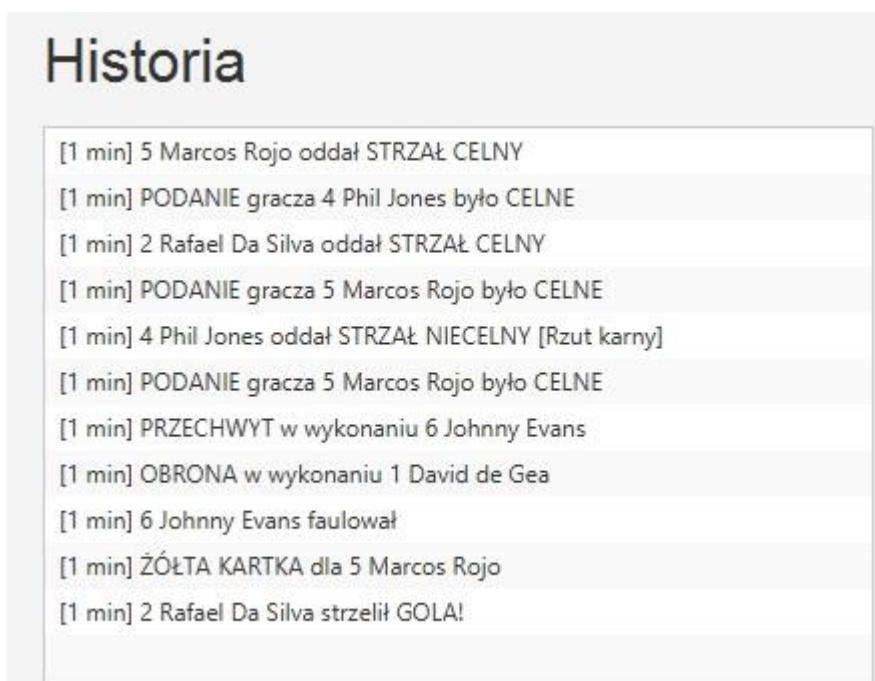 Historia
[1 min] 5 Marcos Rojo oddał STRZAŁ CELNY
[1 min] PODANIE gracza 4 Phil Jones było CELNE
[1 min] 2 Rafael Da Silva oddał STRZAŁ CELNY
[1 min] PODANIE gracza 5 Marcos Rojo było CELNE
[1 min] 4 Phil Jones oddał STRZAŁ NIECELNY [Rzut karny]
[1 min] PODANIE gracza 5 Marcos Rojo było CELNE
[1 min] PRZECHWYT w wykonaniu 6 Johnny Evans
[1 min] OBRONA w wykonaniu 1 David de Gea
[1 min] 6 Johnny Evans faulował
[1 min] ŻÓŁTA KARTKA dla 5 Marcos Rojo
[1 min] 2 Rafael Da Silva strzelił GOLA!